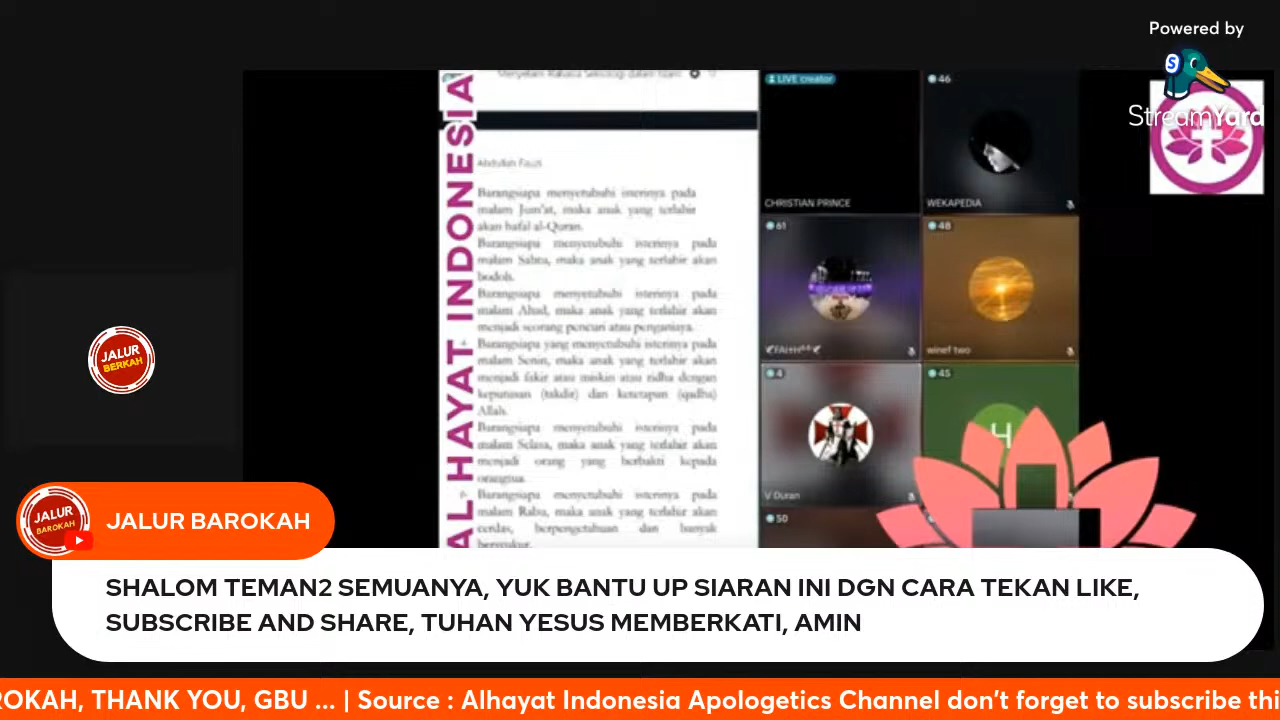 Powered by
StreamYard
LIVE creator
46
CHRISTIAN PRINCE
WEKAPEDIA
61
48
winef two
4
45
V Duran
50
AL HAYAT INDONESIA
Abdullah Fauzi
Barangsiapa menyetubuhi isterinya pada
malam Jum'at, maka anak yang terlahir
akan hafal al-Quran.
Barangsiapa menyetubuhi isterinya pada
malam Sabtu, maka anak yang terlahir akan
bodoh.
Barangsiapa menyetubuhi isterinya pada
malam Ahad, maka anak yang terlahir akan
menjadi seorang pencuri atau penganiaya.
Barangsiapa yang menyetubuhi isterinya pada
malam Senin, maka anak yang terlahir akan
menjadi fakir atau miskin atau ridha dengan
keputusan (takdir) dan ketetapan (qadha)
Allah.
Barangsiapa menyetubuhi isterinya pada
malam Selasa, maka anak yang terlahir akan
menjadi orang yang berbakti kepada
orangtua.
Barangsiapa menyetubuhi isterinya pada
malam Rabu, maka anak yang terlahir akan
cerdas, berpengetahuan dan banyak
bersyukur.
JALUR
BERKAH
JALUR
BAROKAH
JALUR BAROKAH
SHALOM TEMAN2 SEMUANYA, YUK BANTU UP SIARAN INI DGN CARA TEKAN LIKE,
SUBSCRIBE AND SHARE, TUHAN YESUS MEMBERKATI, AMIN
ROKAH, THANK YOU, GBU ... | Source : Alhayat Indonesia Apologetics Channel don't forget to subscribe thi